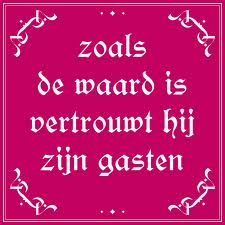 zoals
de waard is
vertrouwt hij
zijn gasten